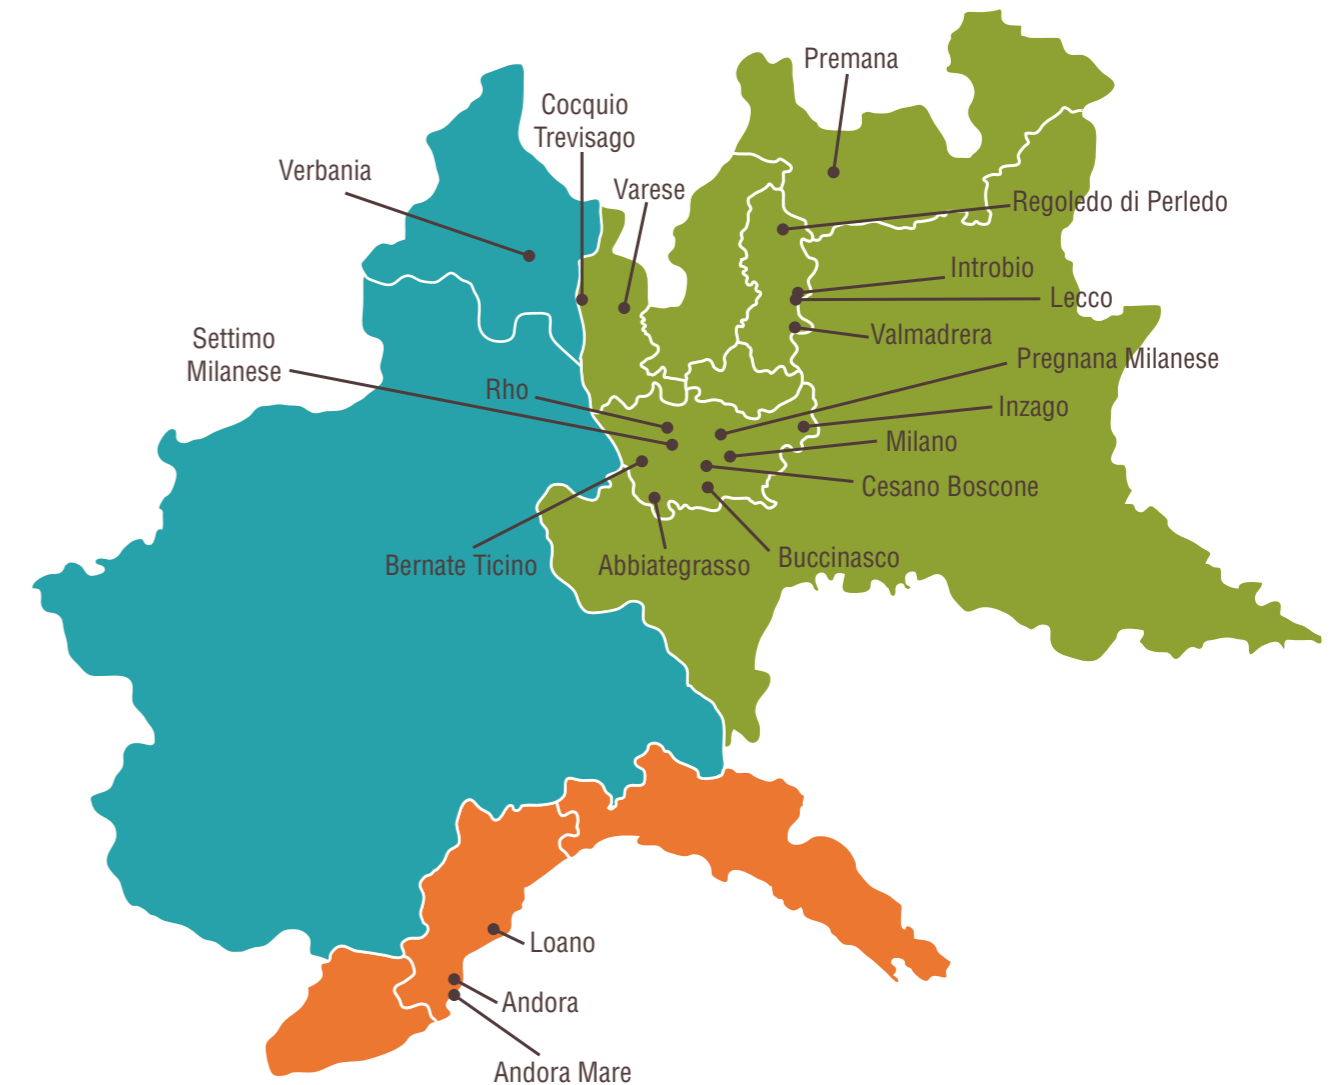 Premana
Cocquio
Trevisago
Verbania
Varese
Regoledo di Perledo
Introbio
Lecco
Valmadrera
Settimo
Milanese
Pregnana Milanese
Rho
Inzago
Milano
Cesano Boscone
Bernate Ticino
Abbiategrasso
Buccinasco
Loano
Andora
Andora Mare